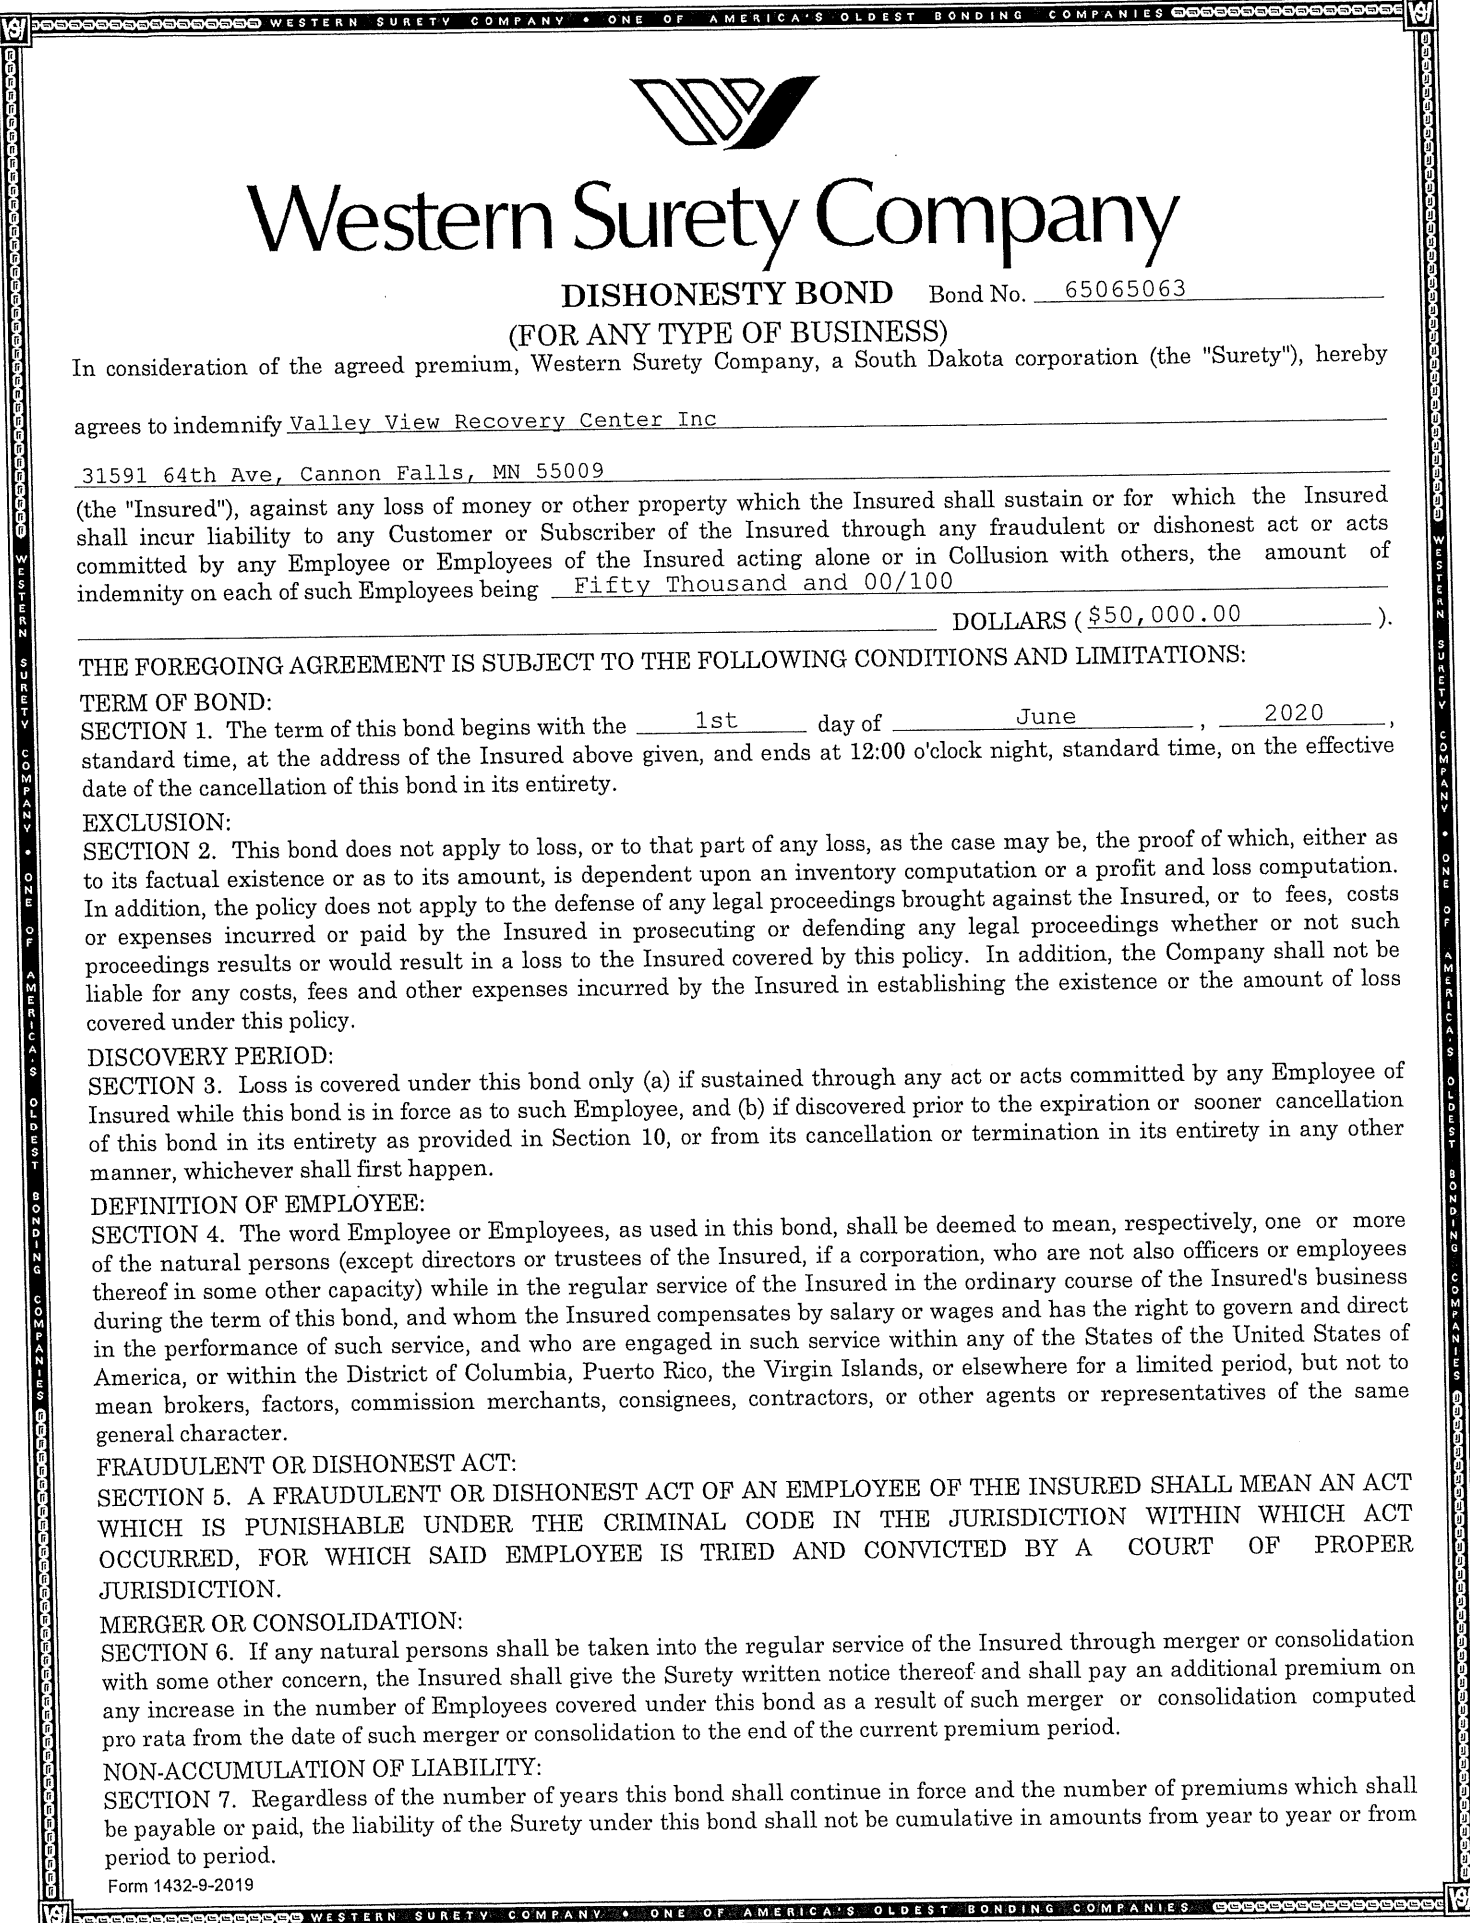 WESTERN SURETY COMPANY • ONE OF AMERICA'S OLDEST BONDING COMPANIES
Western Surety Company
DISHONESTY BOND Bond No. 65065063
(FOR ANY TYPE OF BUSINESS)
In consideration of the agreed premium, Western Surety Company, a South Dakota corporation (the "Surety"), hereby
agrees to indemnify Valley View Recovery Center Inc
31591 64th Ave, Cannon Falls, MN 55009
(the "Insured"), against any loss of money or other property which the Insured shall sustain or for which the Insured
shall incur liability to any Customer or Subscriber of the Insured through any fraudulent or dishonest act or acts
committed by any Employee or Employees of the Insured acting alone or in Collusion with others, the amount of
indemnity on each of such Employees being Fifty Thousand and 00/100
DOLLARS ( $50,000.00 ).
THE FOREGOING AGREEMENT IS SUBJECT TO THE FOLLOWING CONDITIONS AND LIMITATIONS:
TERM OF BOND:
SECTION 1. The term of this bond begins with the 1st day of June , 2020 ,
standard time, at the address of the Insured above given, and ends at 12:00 o'clock night, standard time, on the effective
date of the cancellation of this bond in its entirety.
EXCLUSION:
SECTION 2. This bond does not apply to loss, or to that part of any loss, as the case may be, the proof of which, either as
to its factual existence or as to its amount, is dependent upon an inventory computation or a profit and loss computation.
In addition, the policy does not apply to the defense of any legal proceedings brought against the Insured, or to fees, costs
or expenses incurred or paid by the Insured in prosecuting or defending any legal proceedings whether or not such
proceedings results or would result in a loss to the Insured covered by this policy. In addition, the Company shall not be
liable for any costs, fees and other expenses incurred by the Insured in establishing the existence or the amount of loss
covered under this policy.
DISCOVERY PERIOD:
SECTION 3. Loss is covered under this bond only (a) if sustained through any act or acts committed by any Employee of
Insured while this bond is in force as to such Employee, and (b) if discovered prior to the expiration or sooner cancellation
of this bond in its entirety as provided in Section 10, or from its cancellation or termination in its entirety in any other
manner, whichever shall first happen.
DEFINITION OF EMPLOYEE:
SECTION 4. The word Employee or Employees, as used in this bond, shall be deemed to mean, respectively, one or more
of the natural persons (except directors or trustees of the Insured, if a corporation, who are not also officers or employees
thereof in some other capacity) while in the regular service of the Insured in the ordinary course of the Insured's business
during the term of this bond, and whom the Insured compensates by salary or wages and has the right to govern and direct
in the performance of such service, and who are engaged in such service within any of the States of the United States of
America, or within the District of Columbia, Puerto Rico, the Virgin Islands, or elsewhere for a limited period, but not to
mean brokers, factors, commission merchants, consignees, contractors, or other agents or representatives of the same
general character.
FRAUDULENT OR DISHONEST ACT:
SECTION 5. A FRAUDULENT OR DISHONEST ACT OF AN EMPLOYEE OF THE INSURED SHALL MEAN AN ACT
WHICH IS PUNISHABLE UNDER THE CRIMINAL CODE IN THE JURISDICTION WITHIN WHICH ACT
OCCURRED, FOR WHICH SAID EMPLOYEE IS TRIED AND CONVICTED BY A COURT OF PROPER
JURISDICTION.
MERGER OR CONSOLIDATION:
SECTION 6. If any natural persons shall be taken into the regular service of the Insured through merger or consolidation
with some other concern, the Insured shall give the Surety written notice thereof and shall pay an additional premium on
any increase in the number of Employees covered under this bond as a result of such merger or consolidation computed
pro rata from the date of such merger or consolidation to the end of the current premium period.
NON-ACCUMULATION OF LIABILITY:
SECTION 7. Regardless of the number of years this bond shall continue in force and the number of premiums which shall
be payable or paid, the liability of the Surety under this bond shall not be cumulative in amounts from year to year or from
period to period.
Form 1432-9-2019
WESTERN SURETY COMPANY • ONE OF AMERICA'S OLDEST BONDING COMPANIES
WESTERN SURETY COMPANY • ONE OF AMERICA'S OLDEST BONDING COMPANIES
WESTERN SURETY COMPANY • ONE OF AMERICA'S OLDEST BONDING COMPANIES